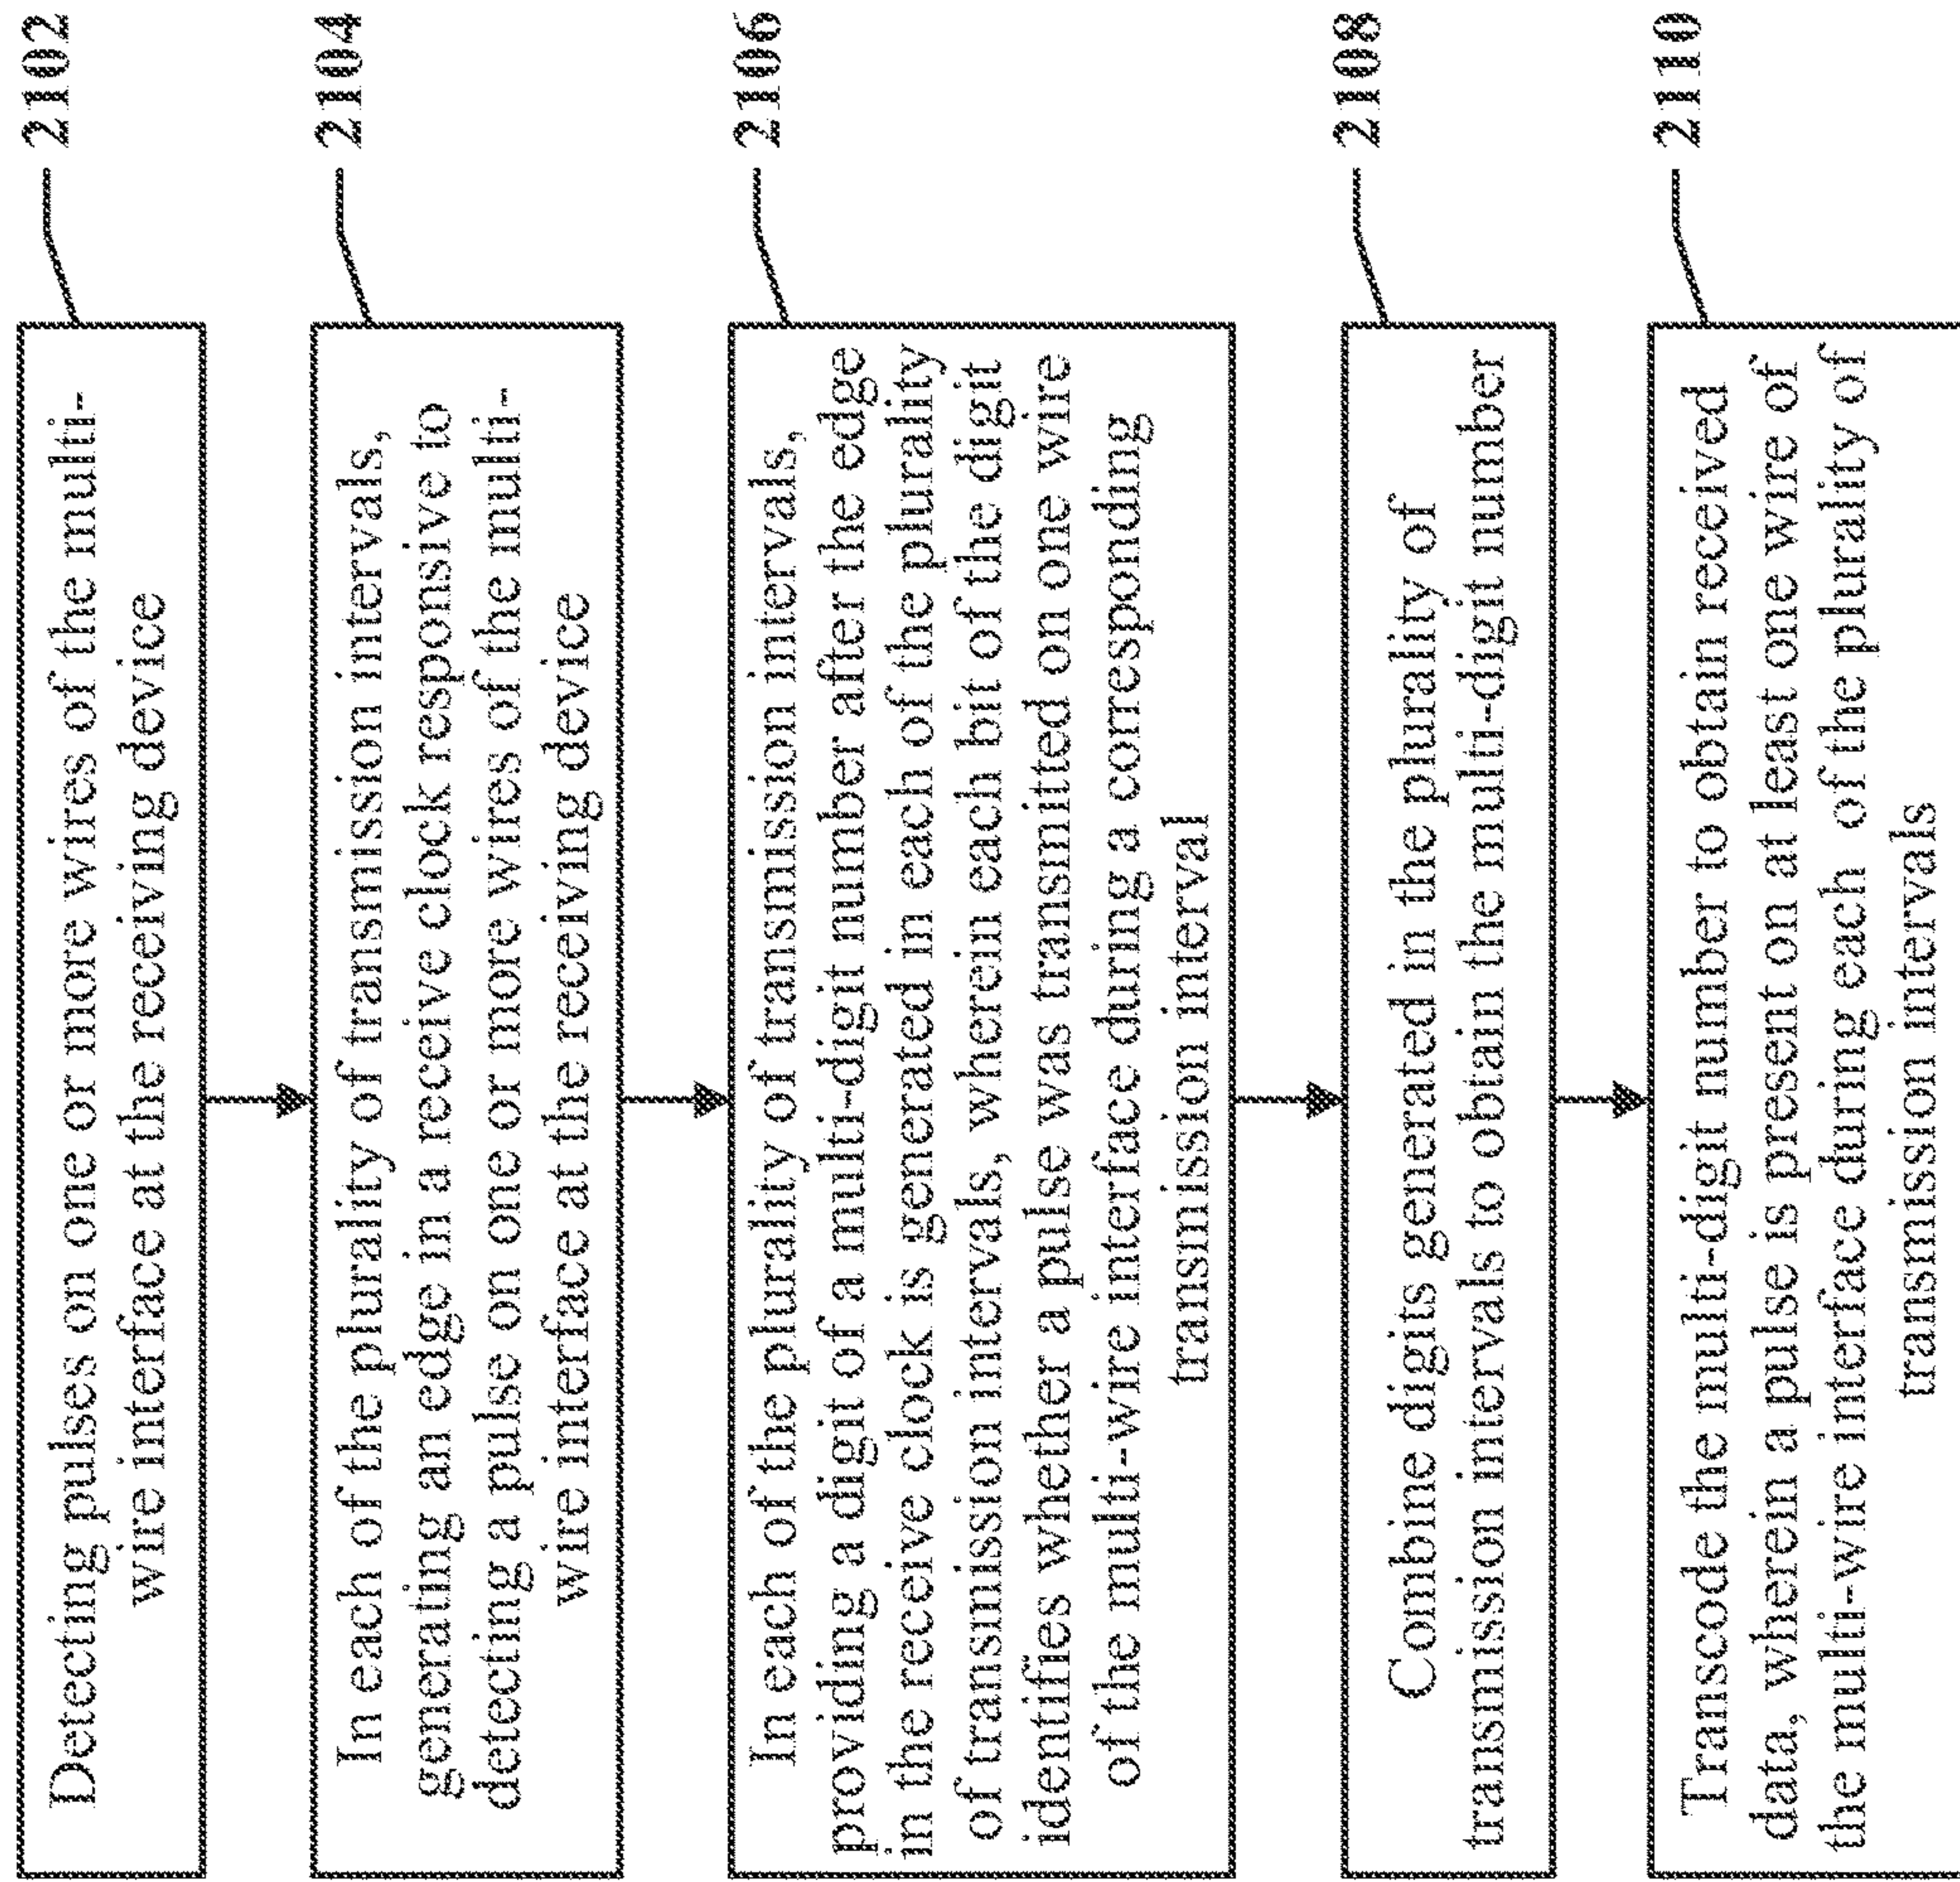 2102
Detecting pulses on one or more wires of the multi-
wire interface at the receiving device
2104
In each of the plurality of transmission intervals,
generating an edge in a receive clock responsive to
detecting a pulse on one or more wires of the multi-
wire interface at the receiving device
2106
In each of the plurality of transmission intervals,
providing a digit of a multi-digit number after the edge
in the receive clock is generated in each of the plurality
of transmission intervals, wherein each bit of the digit
identifies whether a pulse was transmitted on one wire
of the multi-wire interface during a corresponding
transmission interval
2108
Combine digits generated in the plurality of
transmission intervals to obtain the multi-digit number
2110
Transcode the multi-digit number to obtain received
data, wherein a pulse is present on at least one wire of
the multi-wire interface during each of the plurality of
transmission intervals